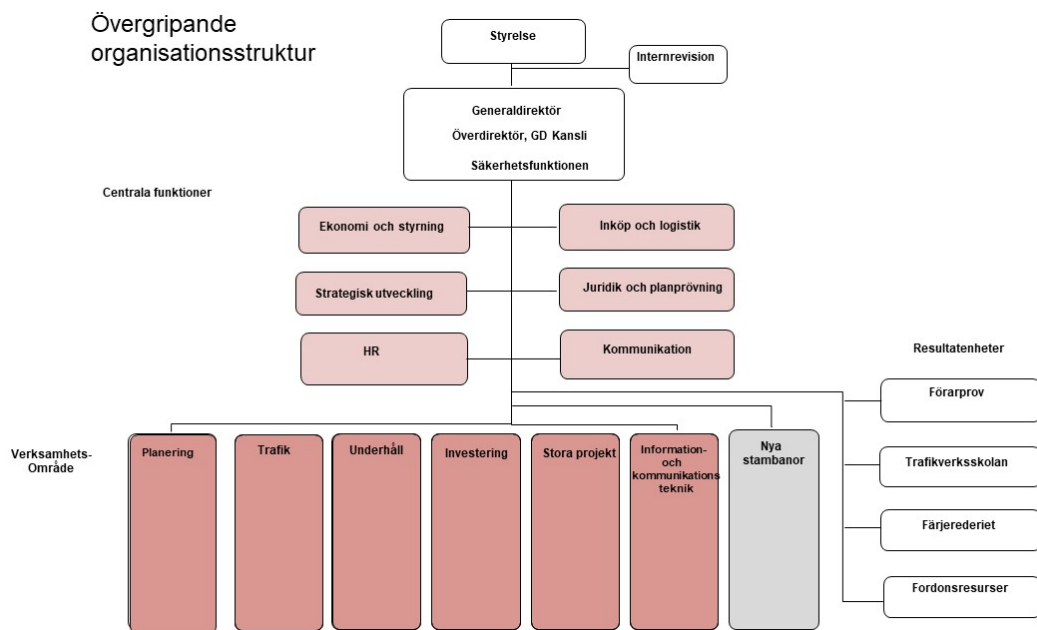 Övergripande
organisationsstruktur
Styrelse
Internrevision
Generaldirektör
Överdirektör, GD Kansli
Säkerhetsfunktionen
Centrala funktioner
Ekonomi och styrning
Inköp och logistik
Strategisk utveckling
Juridik och planprövning
HR
Kommunikation
Resultatenheter
Förarprov
Trafikverksskolan
Färjerederiet
Fordonsresurser
Verksamhets-
Område
Planering
Trafik
Underhåll
Investering
Stora projekt
Information-
och
kommunikations
teknik
Nya
stambanor